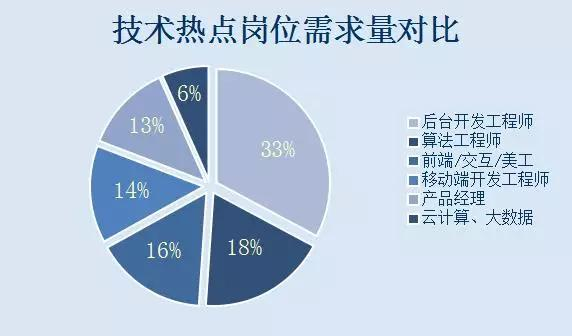 技术热点岗位需求量对比
6%
33%
13%
14%
16%
18%
后台开发工程师
算法工程师
前端/交互/美工
移动端开发工程师
产品经理
云计算、大数据